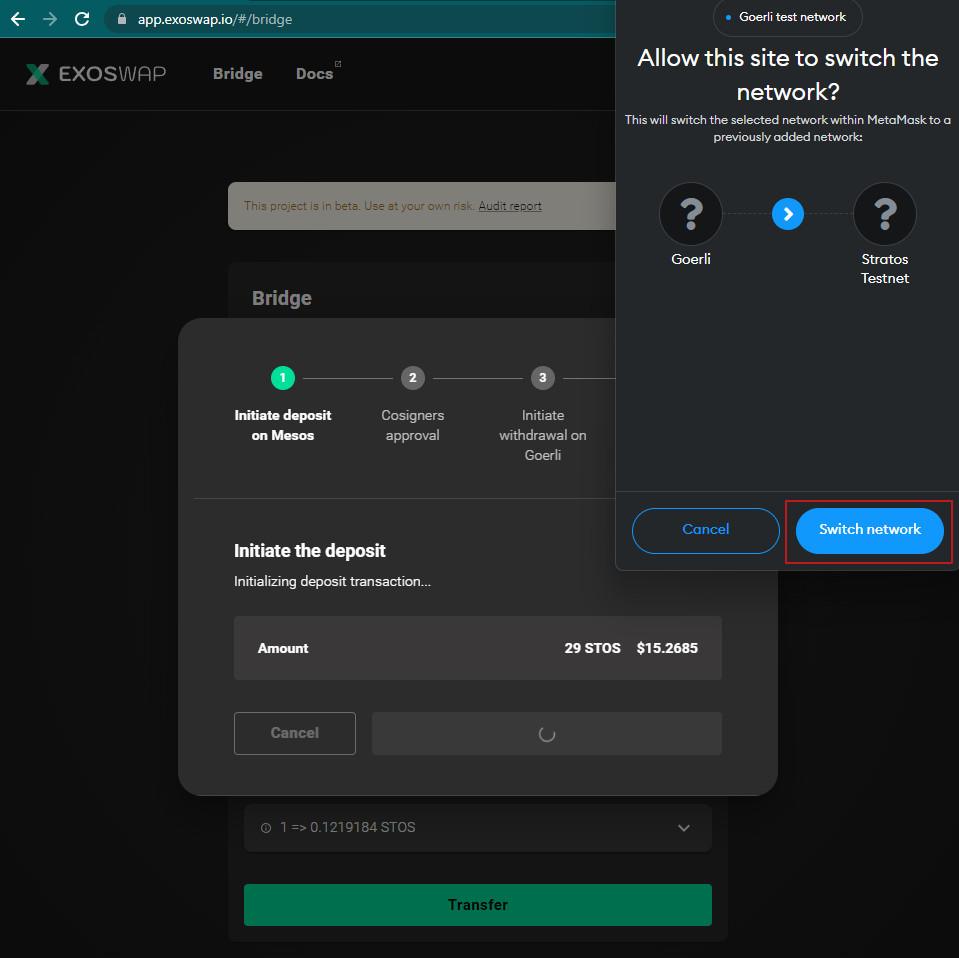 app.exoswap.io/#/bridge
EXOSWAP
Bridge
Docs
This project is in beta. Use at your own risk. Audit report
Bridge
1
2
3
Initiate deposit
on Mesos
Cosigners
approval
Initiate
withdrawal on
Goerli
Initiate the deposit
Initializing deposit transaction...
Amount
29 STOS
$15.2685
Cancel
1 => 0.1219184 STOS
Transfer
Goerli test network
Allow this site to switch the
network?
This will switch the selected network within MetaMask to a
previously added network:
?
?
Goerli
Stratos
Testnet
Cancel
Switch network